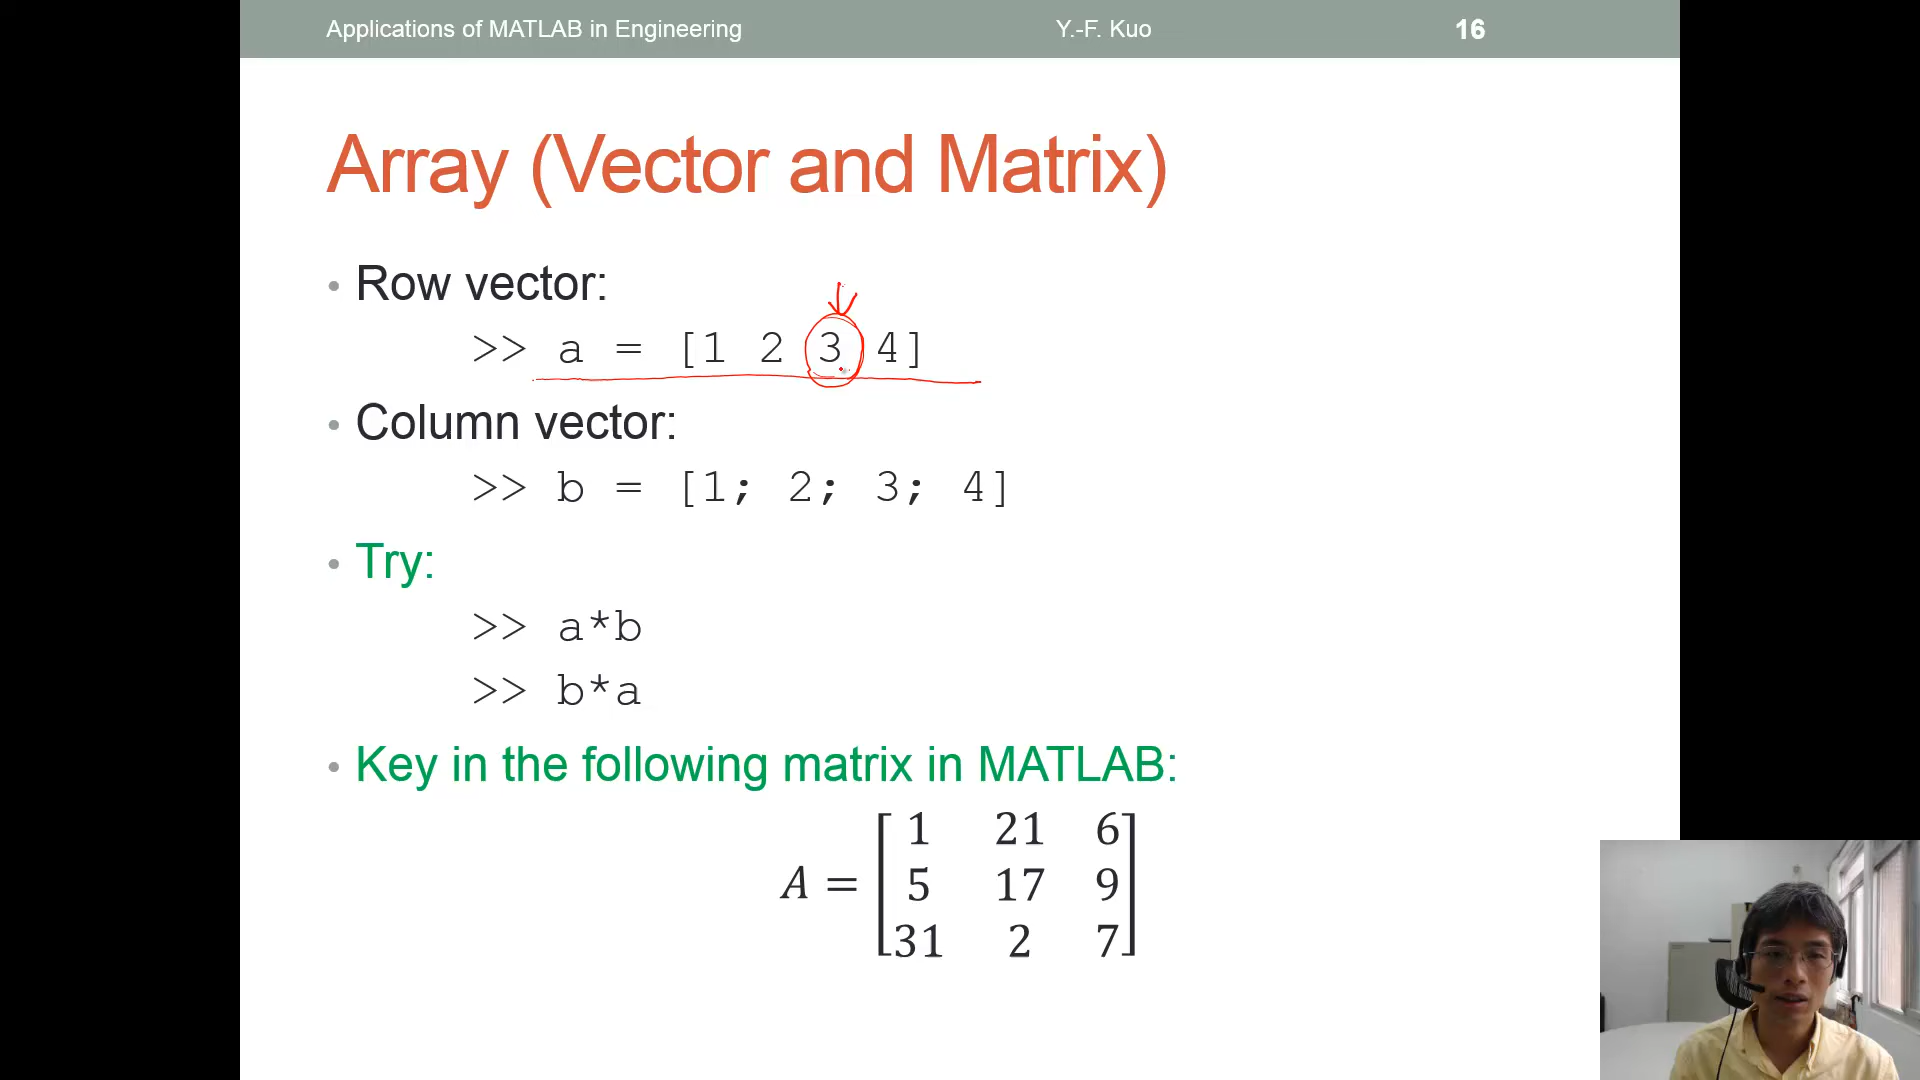 Applications of MATLAB in Engineering Y.-F. Kuo 16
Array (Vector and Matrix)
• Row vector:
>> a = [1 2 3 4]
• Column vector:
>> b = [1; 2; 3; 4]
• Try:
>> a*b
>> b*a
• Key in the following matrix in MATLAB:
1 21 6
A = 5 17 9
31 2 7